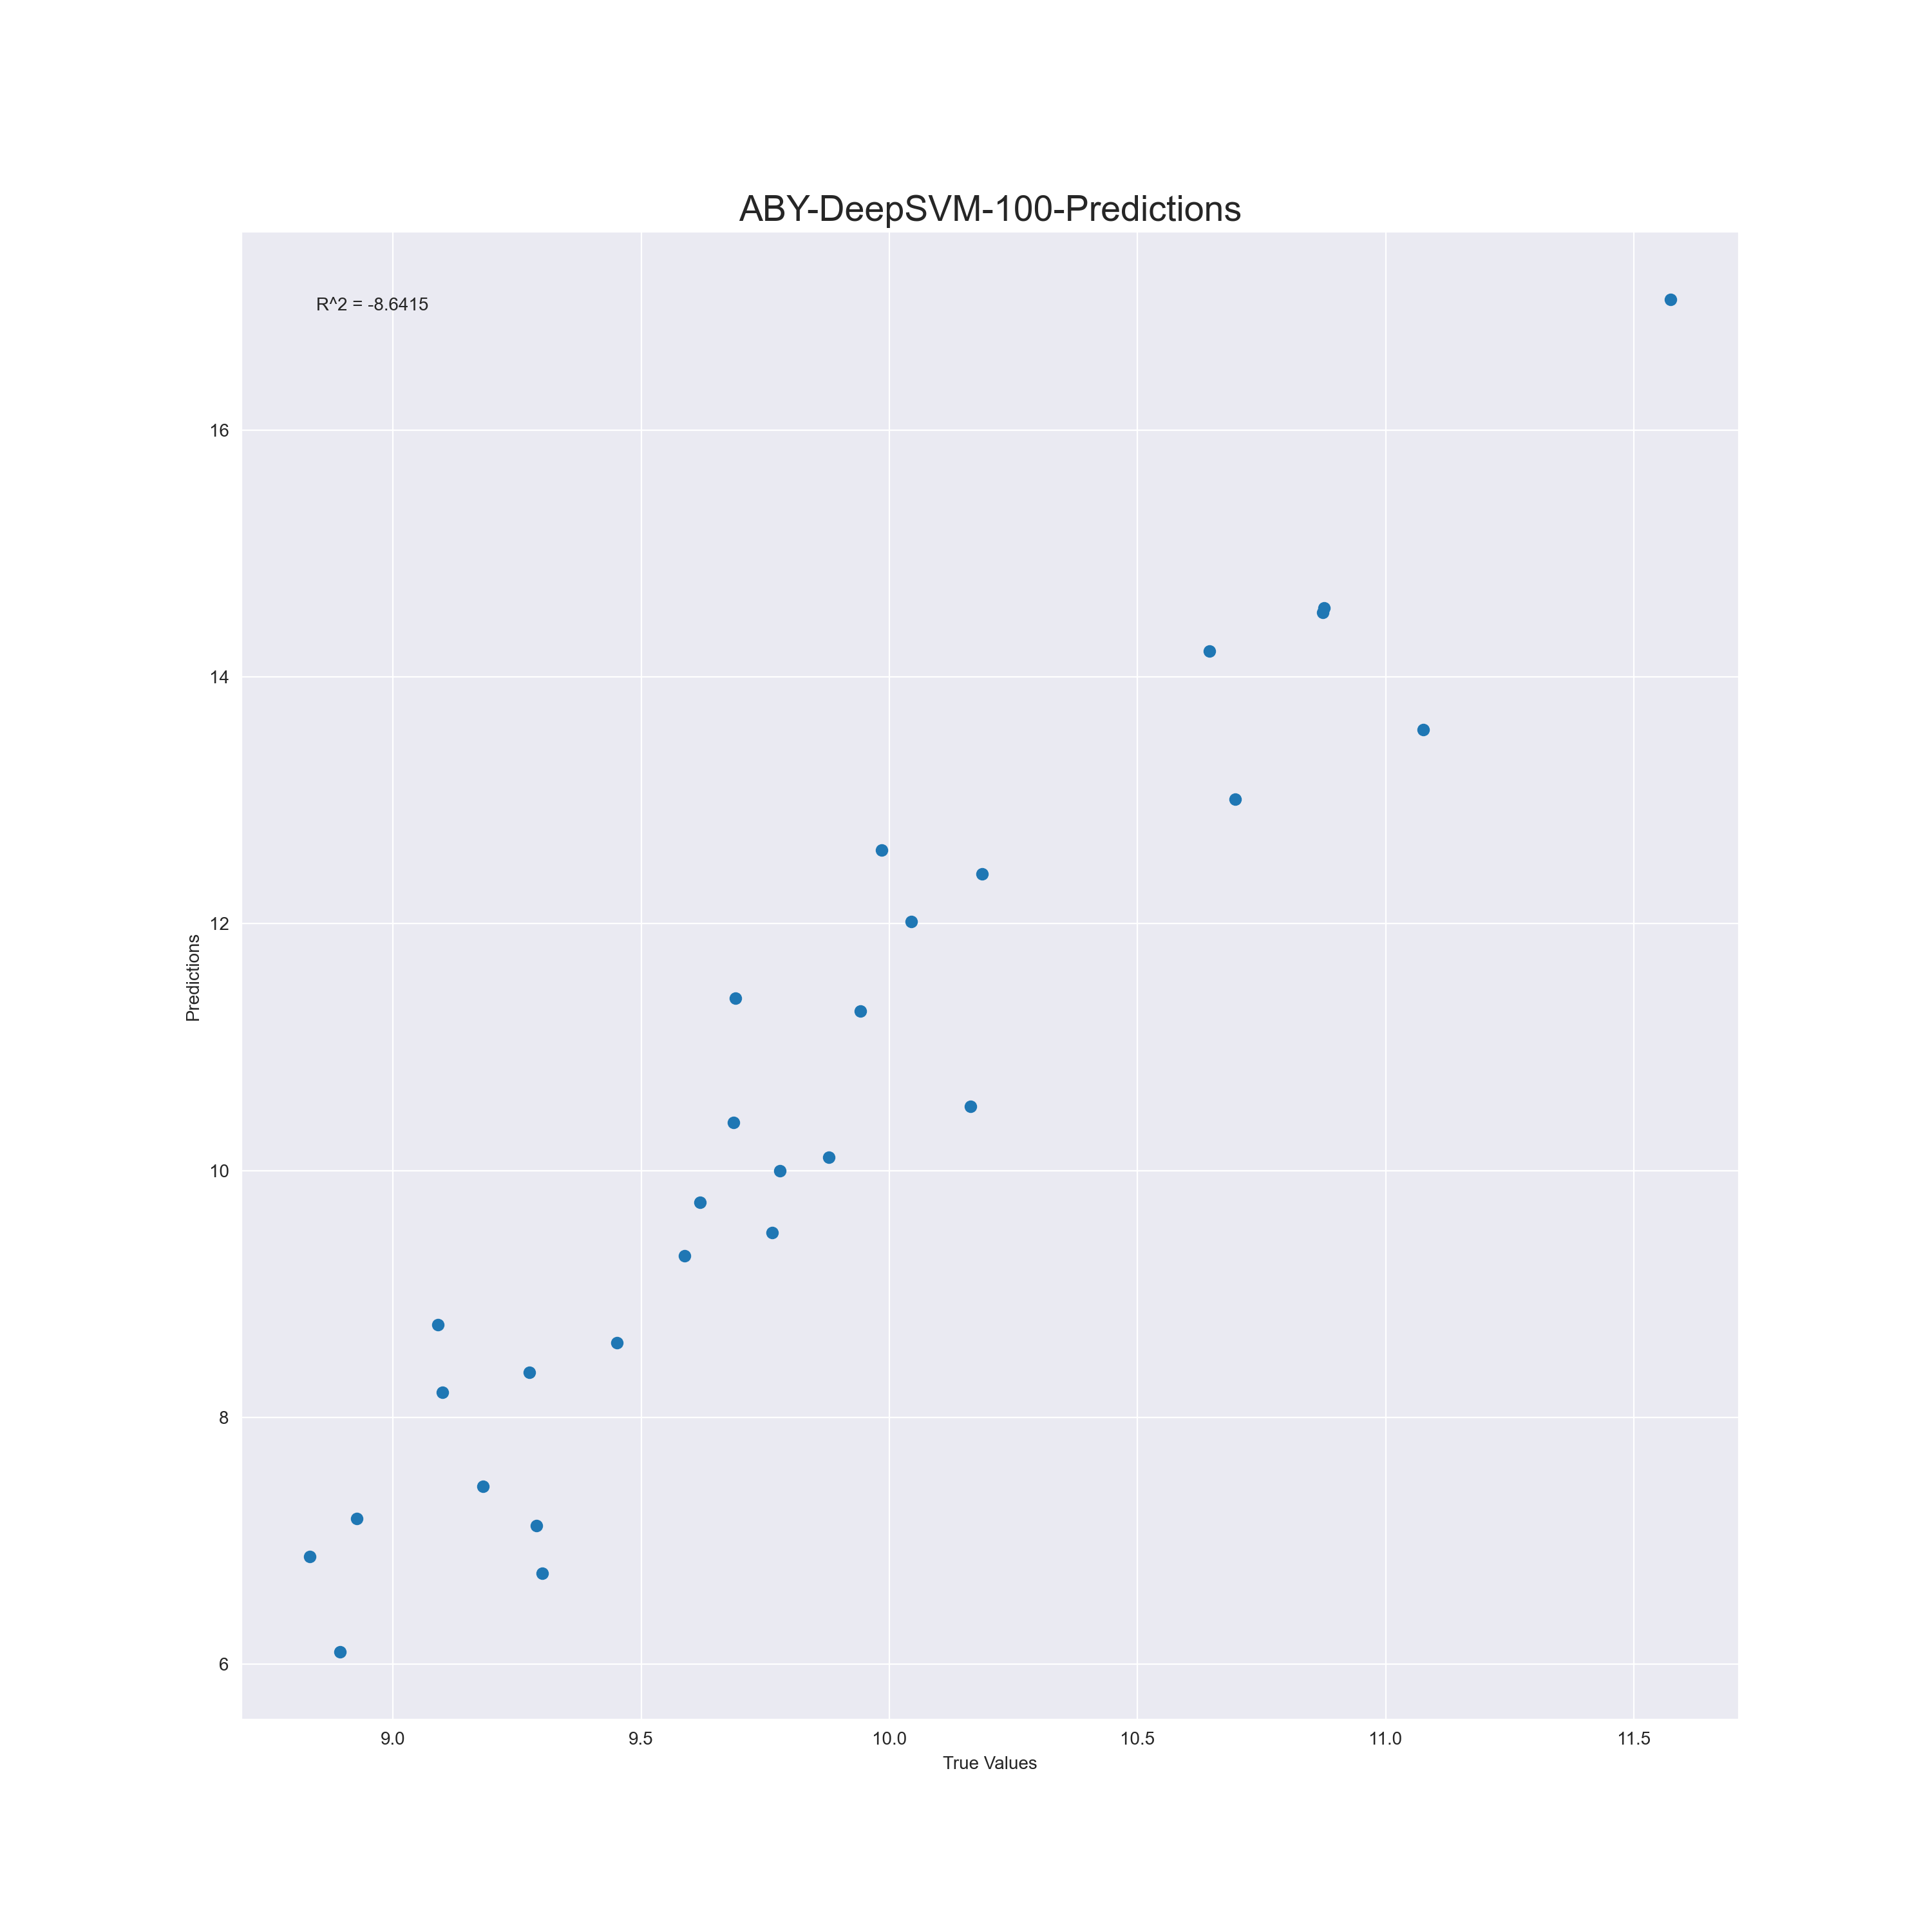 ABY-DeepSVM-100-Predictions
R^2 = -8.6415
16
14
12
10
8
6
Predictions
9.0 9.5 10.0 10.5 11.0 11.5
True Values